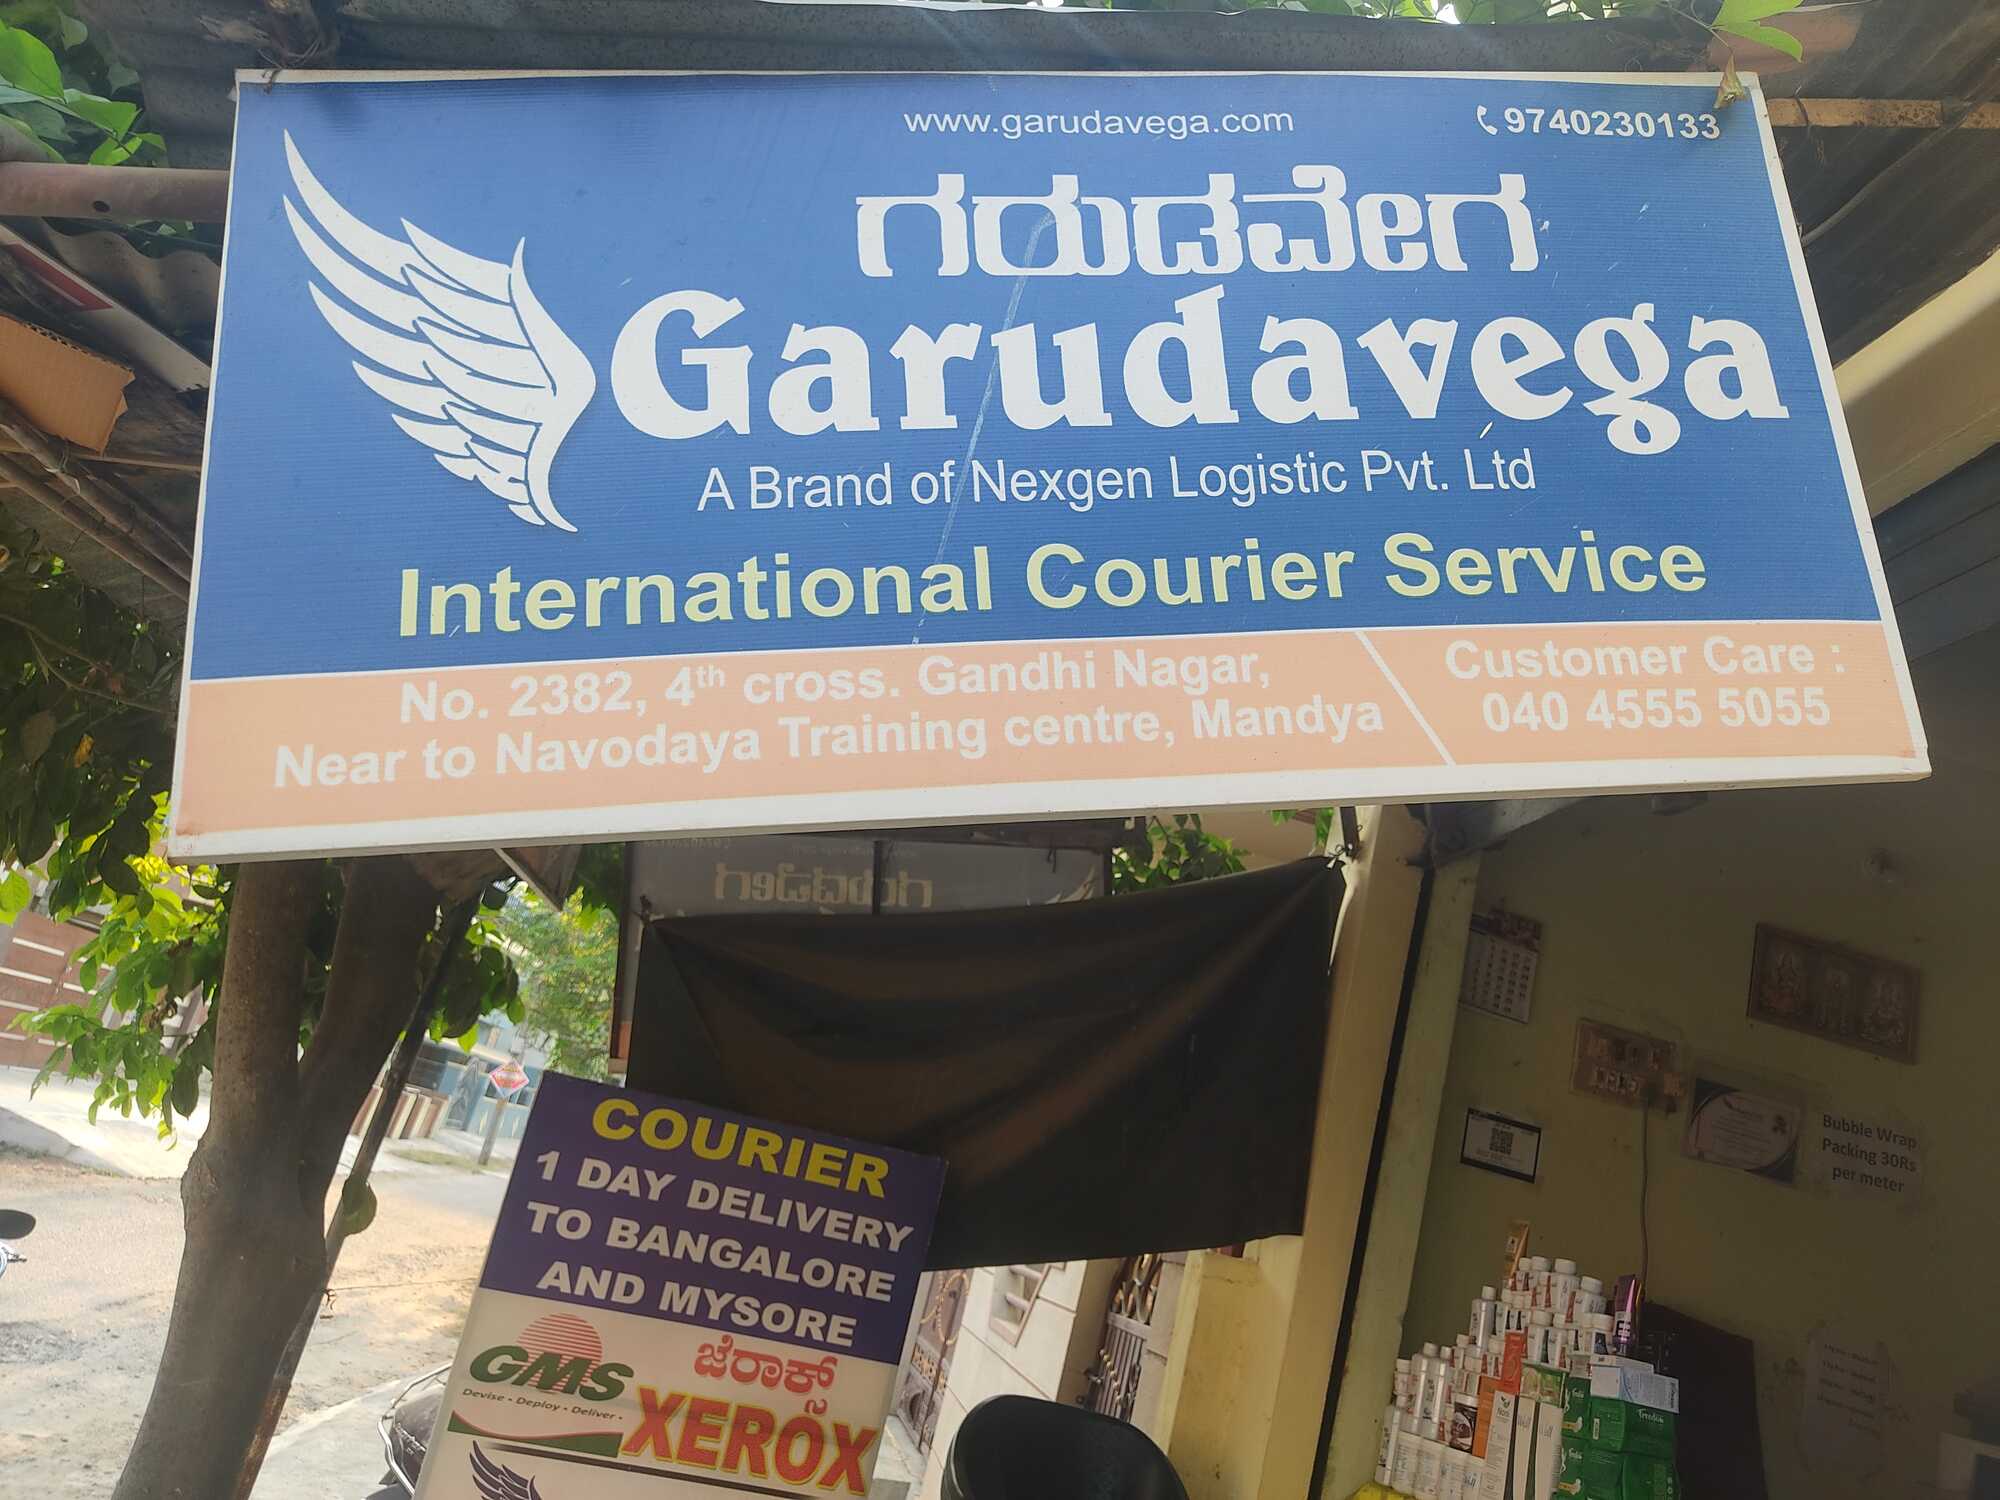 www.garudavega.com
9740230133
ಗರುಡವೇಗ
Garudavega
A Brand of Nexgen Logistic Pvt. Ltd
International Courier Service
No. 2382, 4th cross. Gandhi Nagar,
Near to Navodaya Training centre, Mandya
Customer Care :
040 4555 5055
ಗರುಡವೇಗ
COURIER
1 DAY DELIVERY
TO BANGALORE
AND MYSORE
GMS
Devise - Deploy - Deliver
ಜೆರಾಕ್ಸ್
XEROX
Bubble Wrap
Packing 30Rs
per meter